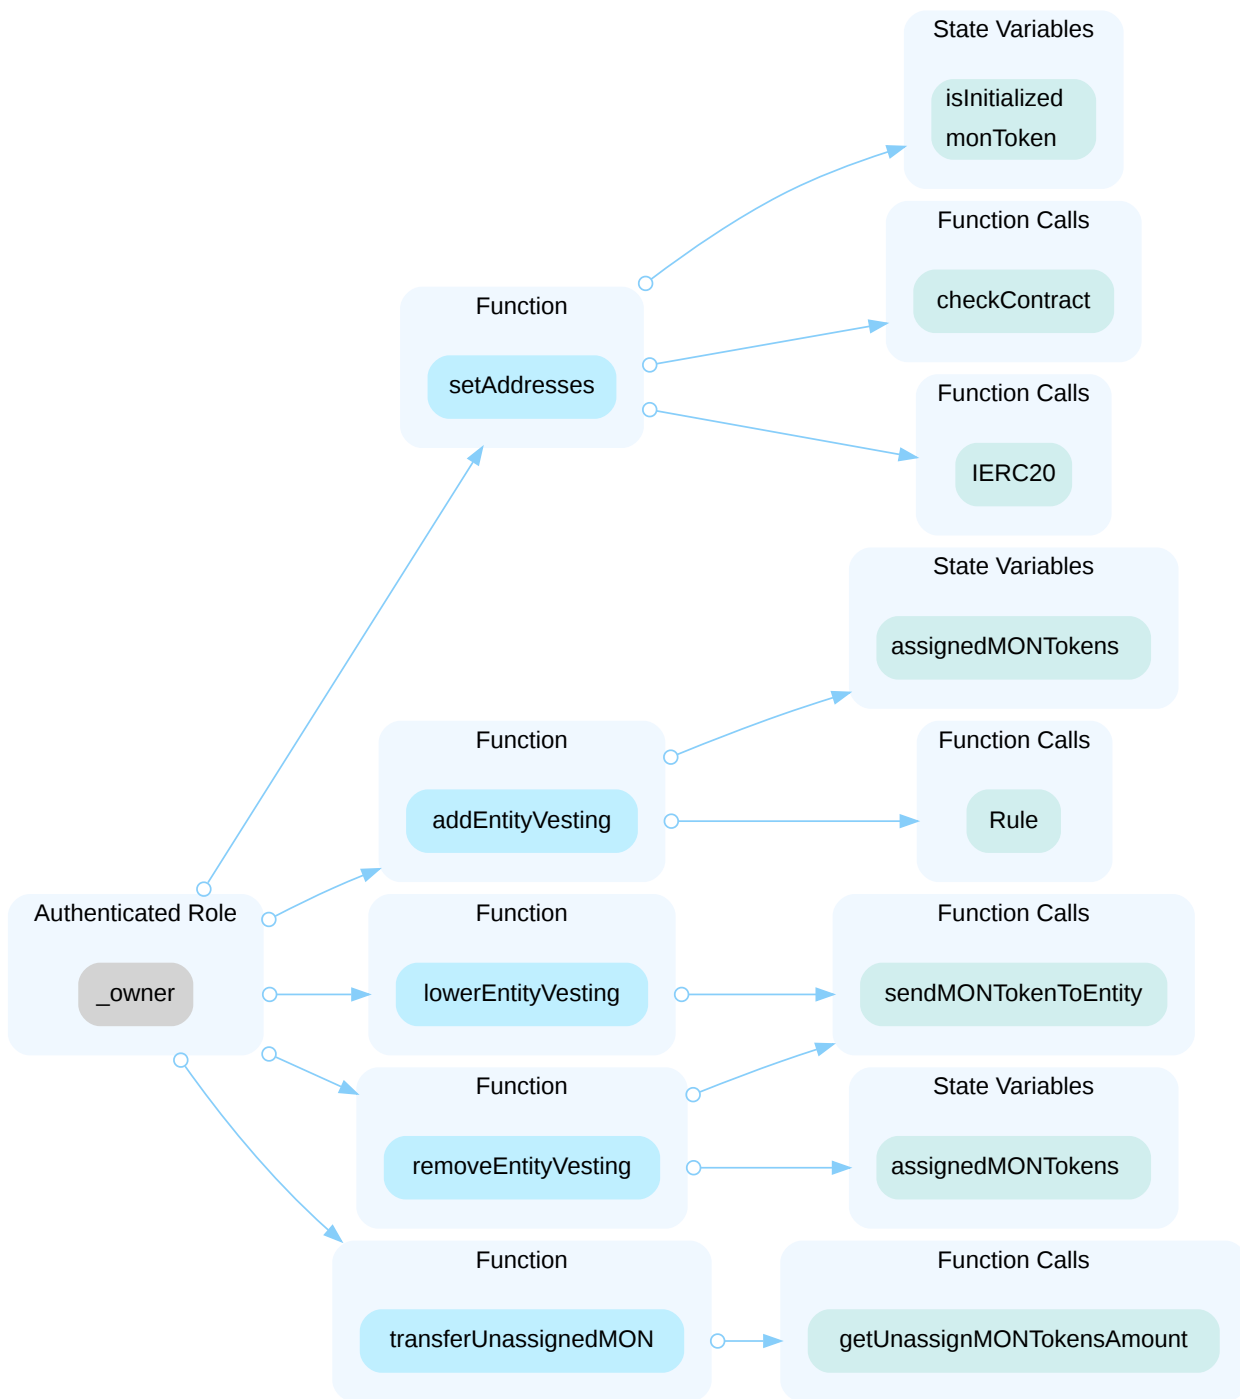 State Variables
isInitialized
monToken
Function Calls
checkContract
Function
setAddresses
Function Calls
IERC20
State Variables
assignedMONTokens
Function
addEntityVesting
Function Calls
Rule
Authenticated Role
_owner
Function
lowerEntityVesting
Function Calls
sendMONTokenToEntity
Function
removeEntityVesting
State Variables
assignedMONTokens
Function
transferUnassignedMON
Function Calls
getUnassignMONTokensAmount